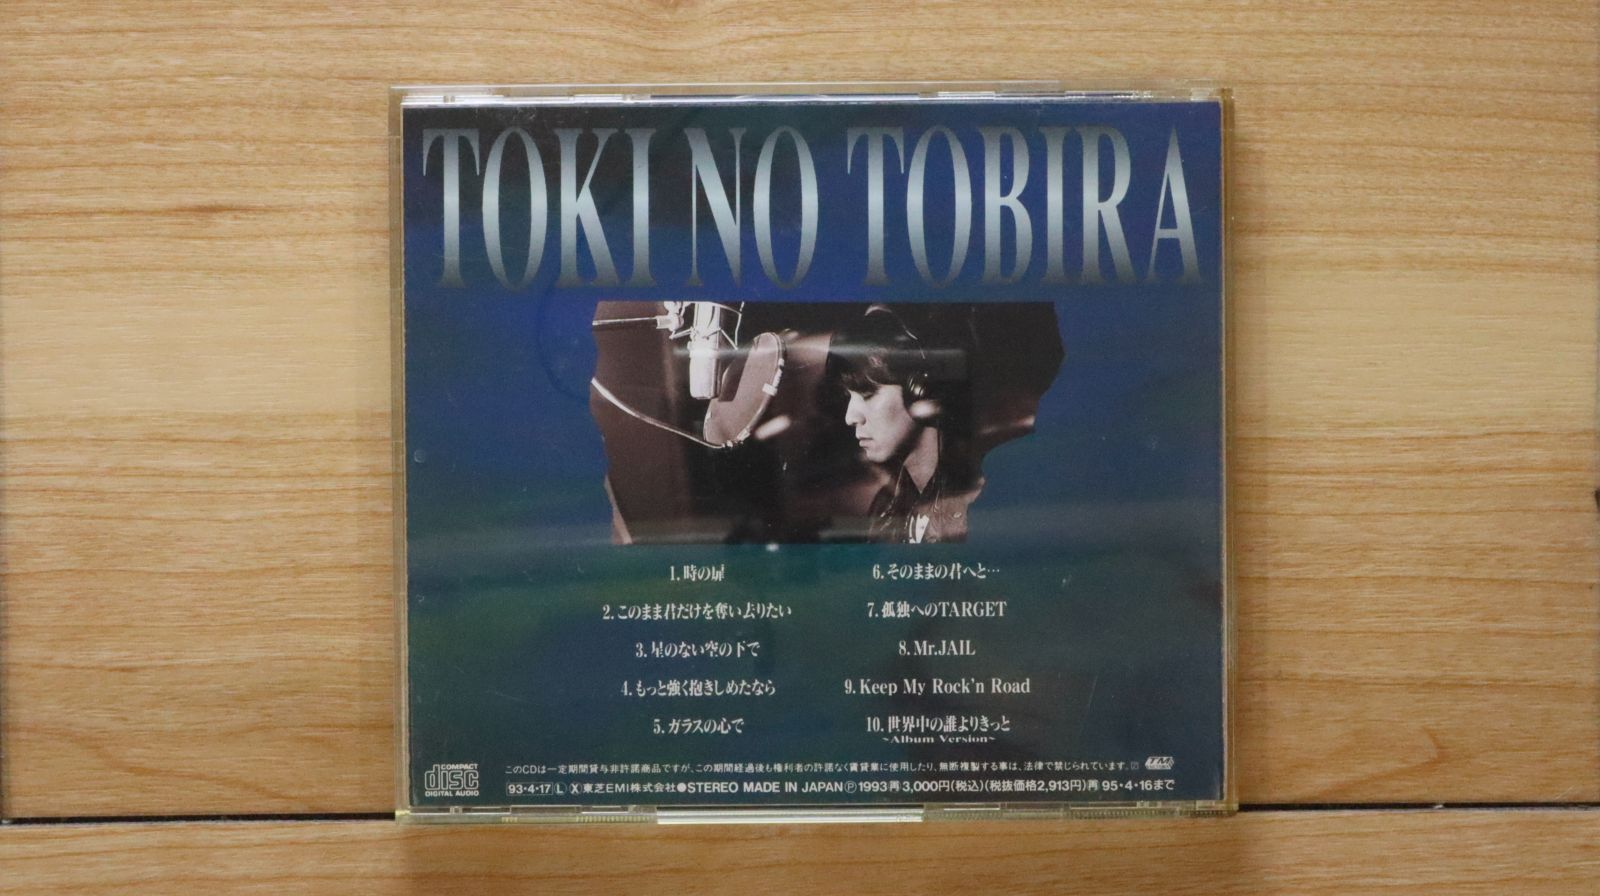 TOKI NO TOBIRA
1.時の扉
2.このまま君だけを奪い去りたい
3.星のない空の下で
4.もっと強く抱きしめたなら
5.ガラスの心で
6.そのままの君へと…
7.孤独へのTARGET
8.Mr.JAIL
9.Keep My Rock'n Road
10.世界中の誰よりきっと
~Album Version~
COMPACT
disc
DIGITAL AUDIO
このCDは一定期間貸与非許諾商品ですが、この期間経過後も権利者の許諾なく賃貸業に使用したり、無断複製する事は、法律で禁じられています。
93・4・17 L X 東芝EMI株式会社●STEREO MADE IN JAPAN Ⓟ1993 再3,000円(税込)(税抜価格2,913円)再 95・4・16まで